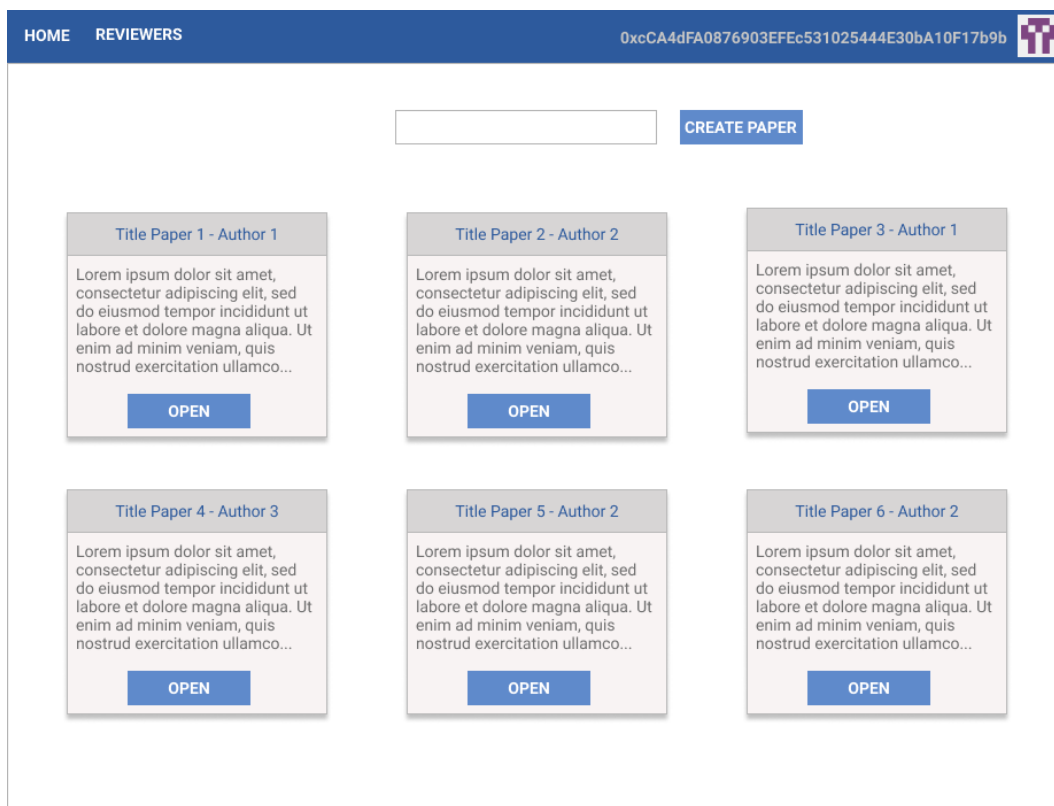 HOME
REVIEWERS
0xcCA4dFA0876903EFEc531025444E30bA10F17b9b
CREATE PAPER
Title Paper 1 - Author 1
Lorem ipsum dolor sit amet,
consectetur adipiscing elit, sed
do eiusmod tempor incididunt ut
labore et dolore magna aliqua. Ut
enim ad minim veniam, quis
nostrud exercitation ullamco...
OPEN
Title Paper 2 - Author 2
Lorem ipsum dolor sit amet,
consectetur adipiscing elit, sed
do eiusmod tempor incididunt ut
labore et dolore magna aliqua. Ut
enim ad minim veniam, quis
nostrud exercitation ullamco...
OPEN
Title Paper 3 - Author 1
Lorem ipsum dolor sit amet,
consectetur adipiscing elit, sed
do eiusmod tempor incididunt ut
labore et dolore magna aliqua. Ut
enim ad minim veniam, quis
nostrud exercitation ullamco...
OPEN
Title Paper 4 - Author 3
Lorem ipsum dolor sit amet,
consectetur adipiscing elit, sed
do eiusmod tempor incididunt ut
labore et dolore magna aliqua. Ut
enim ad minim veniam, quis
nostrud exercitation ullamco...
OPEN
Title Paper 5 - Author 2
Lorem ipsum dolor sit amet,
consectetur adipiscing elit, sed
do eiusmod tempor incididunt ut
labore et dolore magna aliqua. Ut
enim ad minim veniam, quis
nostrud exercitation ullamco...
OPEN
Title Paper 6 - Author 2
Lorem ipsum dolor sit amet,
consectetur adipiscing elit, sed
do eiusmod tempor incididunt ut
labore et dolore magna aliqua. Ut
enim ad minim veniam, quis
nostrud exercitation ullamco...
OPEN